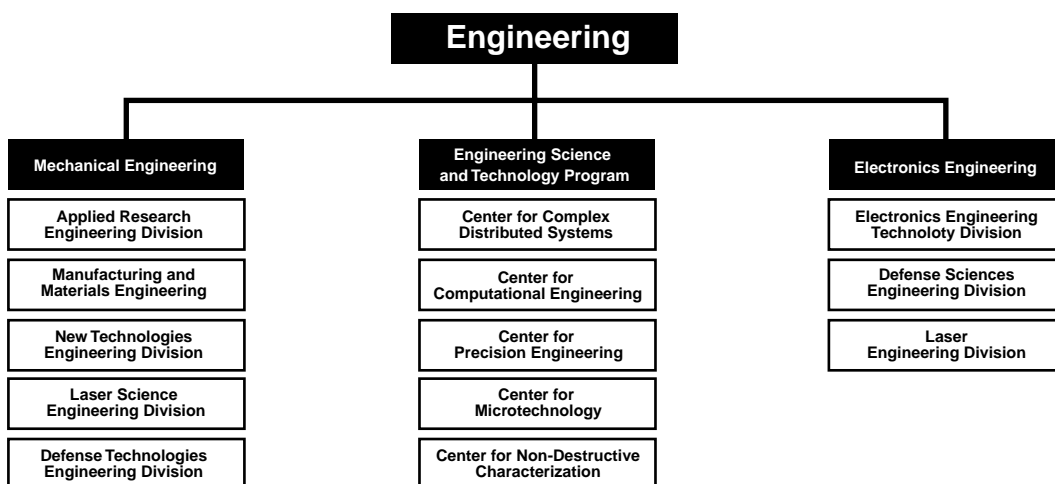 Engineering
Mechanical Engineering
Applied Research
Engineering Division
Manufacturing and
Materials Engineering
New Technologies
Engineering Division
Laser Science
Engineering Division
Defense Technologies
Engineering Division
Engineering Science
and Technology Program
Center for Complex
Distributed Systems
Center for
Computational Engineering
Center for
Precision Engineering
Center for
Microtechnology
Center for Non-Destructive
Characterization
Electronics Engineering
Electronics Engineering
Technoloty Division
Defense Sciences
Engineering Division
Laser
Engineering Division